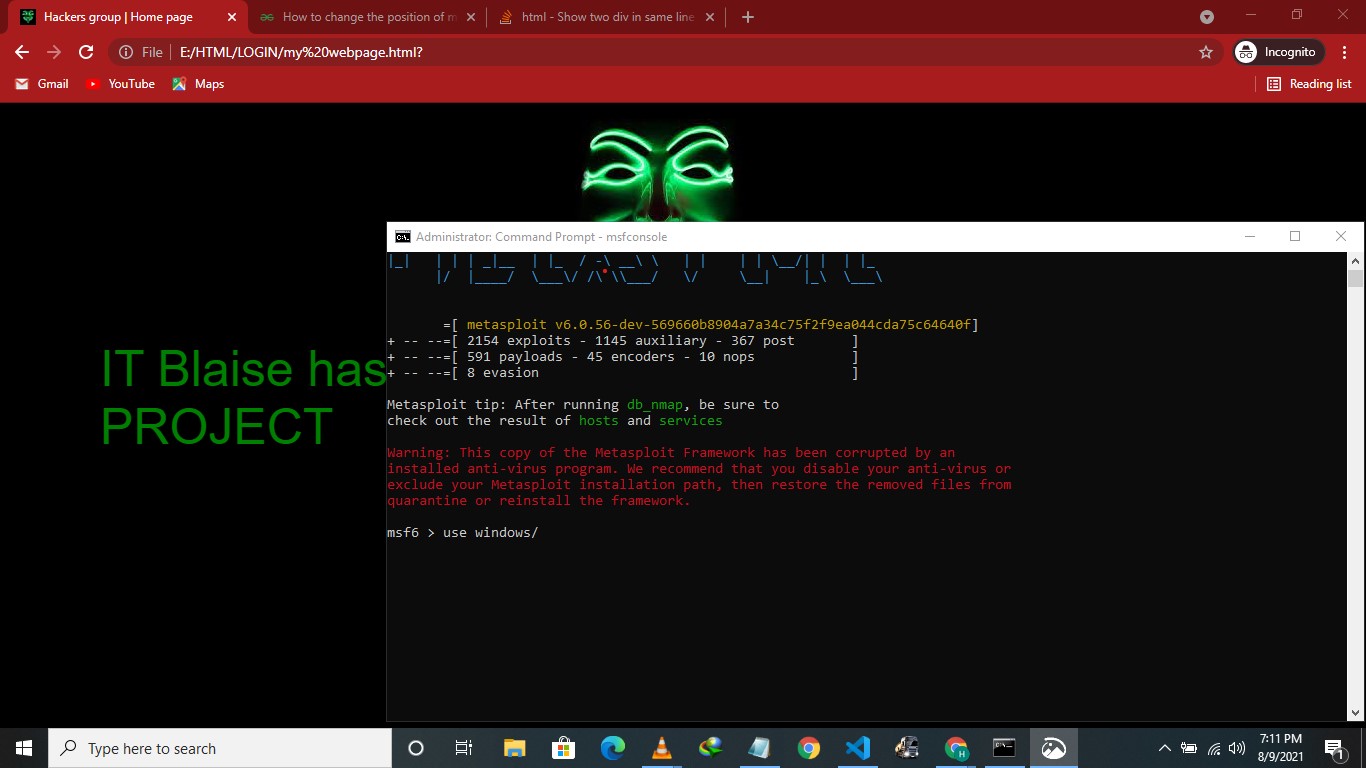 Hackers group | Home page
How to change the position of m
html - Show two div in same line
File
E:/HTML/LOGIN/my%20webpage.html?
Incognito
Gmail
YouTube
Maps
Reading list
Administrator: Command Prompt - msfconsole
=[ metasploit v6.0.56-dev-569660b8904a7a34c75f2f9ea044cda75c64640f]
+ -- --=[ 2154 exploits - 1145 auxiliary - 367 post ]
+ -- --=[ 591 payloads - 45 encoders - 10 nops ]
+ -- --=[ 8 evasion ]
Metasploit tip: After running db_nmap, be sure to
check out the result of hosts and services
Warning: This copy of the Metasploit Framework has been corrupted by an
installed anti-virus program. We recommend that you disable your anti-virus or
exclude your Metasploit installation path, then restore the removed files from
quarantine or reinstall the framework.
msf6 > use windows/
IT Blaise has
PROJECT
Type here to search
7:11 PM
8/9/2021
1